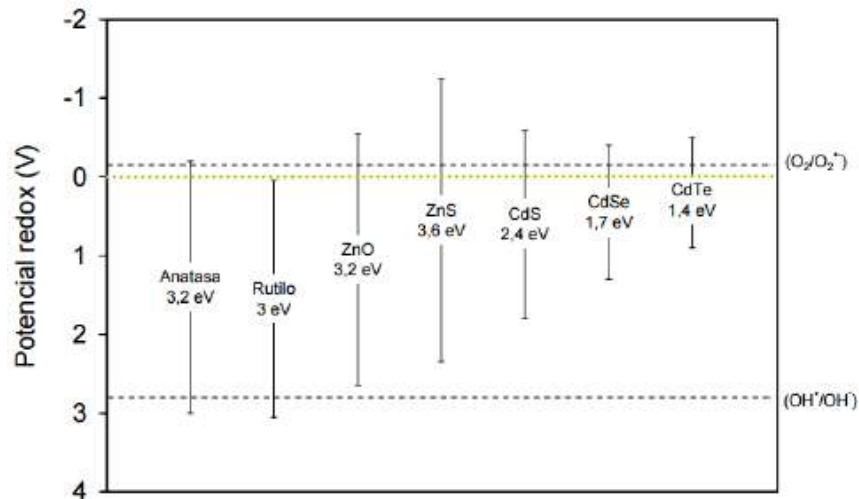 Potencial redox (V)
-2
-1
0
1
2
3
4
Anatasa
3,2 eV
Rutilo
3 eV
ZnO
3,2 eV
ZnS
3,6 eV
CdS
2,4 eV
CdSe
1,7 eV
CdTe
1,4 eV
(O₂/O₂•⁻)
(OH•/OH⁻)